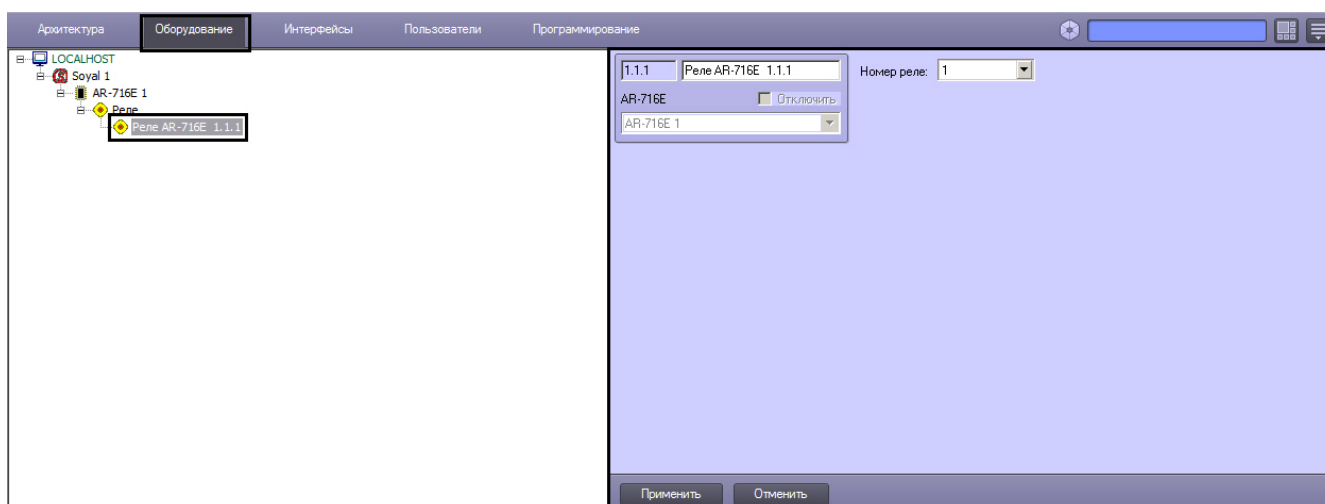 Архитектура Оборудование Интерфейсы Пользователи Программирование
LOCALHOST
Soyal 1
AR-716E 1
Реле
Реле AR-716E 1.1.1
1.1.1 Реле AR-716E 1.1.1 Номер реле: 1
AR-716E Отключить
AR-716E 1
Применить Отменить